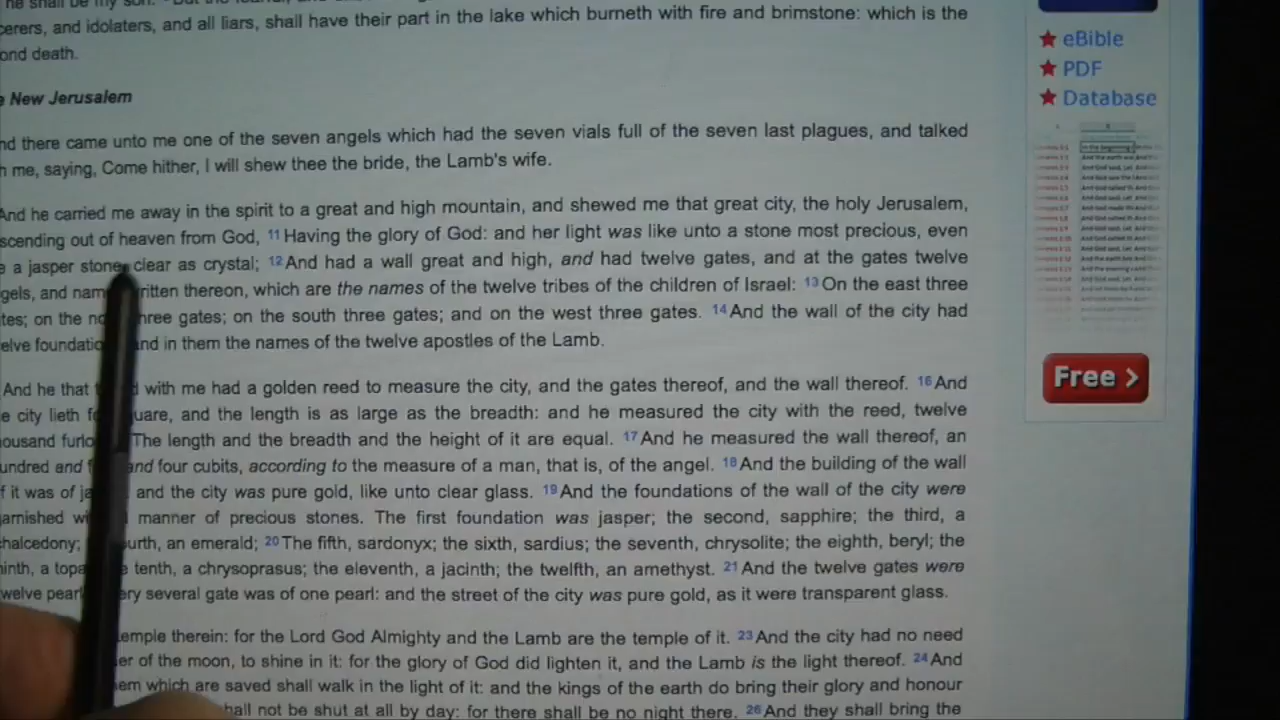 he shall be my son.
cerers, and idolaters, and all liars, shall have their part in the lake which burneth with fire and brimstone: which is the
ond death.
e New Jerusalem
nd there came unto me one of the seven angels which had the seven vials full of the seven last plagues, and talked
h me, saying, Come hither, I will shew thee the bride, the Lamb's wife.
And he carried me away in the spirit to a great and high mountain, and shewed me that great city, the holy Jerusalem,
scending out of heaven from God, 11 Having the glory of God: and her light was like unto a stone most precious, even
e a jasper stone, clear as crystal; 12 And had a wall great and high, and had twelve gates, and at the gates twelve
gels, and nam ritten thereon, which are the names of the twelve tribes of the children of Israel: 13 On the east three
tes; on the no hree gates; on the south three gates; and on the west three gates. 14 And the wall of the city had
elve foundatio and in them the names of the twelve apostles of the Lamb.
And he that t d with me had a golden reed to measure the city, and the gates thereof, and the wall thereof. 16 And
e city lieth fo uare, and the length is as large as the breadth: and he measured the city with the reed, twelve
ousand furlo The length and the breadth and the height of it are equal. 17 And he measured the wall thereof, an
undred and f and four cubits, according to the measure of a man, that is, of the angel. 18 And the building of the wall
f it was of ja and the city was pure gold, like unto clear glass. 19 And the foundations of the wall of the city were
arnished wi manner of precious stones. The first foundation was jasper; the second, sapphire; the third, a
halcedony; urth, an emerald; 20 The fifth, sardonyx; the sixth, sardius; the seventh, chrysolite; the eighth, beryl; the
ninth, a topa e tenth, a chrysoprasus; the eleventh, a jacinth; the twelfth, an amethyst. 21 And the twelve gates were
welve pearl ery several gate was of one pearl: and the street of the city was pure gold, as it were transparent glass.
emple therein: for the Lord God Almighty and the Lamb are the temple of it. 23 And the city had no need
er of the moon, to shine in it: for the glory of God did lighten it, and the Lamb is the light thereof. 24 And
em which are saved shall walk in the light of it: and the kings of the earth do bring their glory and honour
hall not be shut at all by day: for there shall be no night there. 26 And they shall bring the
eBible
PDF
Database
Free >